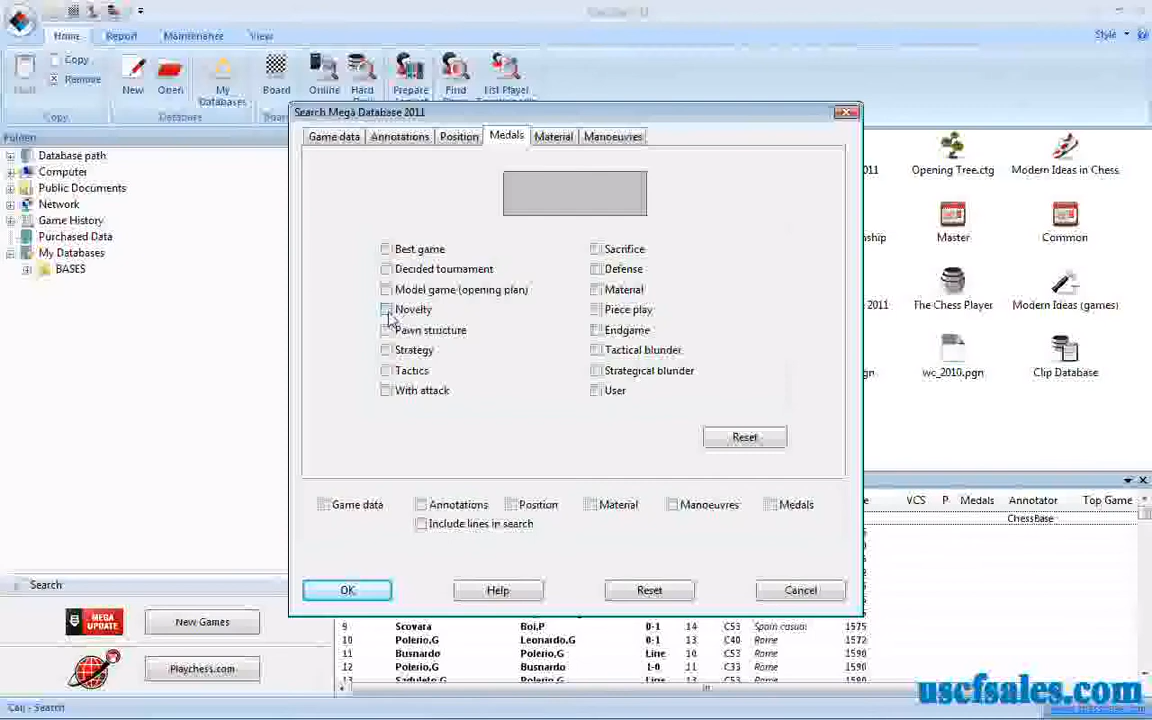 Home Report Maintenance View Style
Copy
Remove
New Open My Databases Board Online Hard Prepare Find List Player
Copy Database
Search Mega Database 2011
Game data Annotations Position Medals Material Manoeuvres
Database path
Computer
Public Documents
Network
Game History
Purchased Data
My Databases
BASES
Best game
Decided tournament
Model game (opening plan)
Novelty
Pawn structure
Strategy
Tactics
With attack
Sacrifice
Defense
Material
Piece play
Endgame
Tactical blunder
Strategical blunder
User
Reset
Game data Annotations Position Material Manoeuvres Medals
Include lines in search
OK Help Reset Cancel
011 Opening Tree.ctg Modern Ideas in Chess
ship Master Common
2011 The Chess Player Modern Ideas (games)
gn wc_2010.pgn Clip Database
VCS P Medals Annotator Top Game
ChessBase
Search
MEGA UPDATE New Games
Playchess.com
9 Scovara Boi,P 0-1 14 C53 Spain casual 1575
10 Polerio,G Leonardo,G 0-1 13 C40 Rome 1572
11 Busnardo Polerio,G Line 10 C53 Rome 1590
12 Polerio,G Busnardo 1-0 11 C33 Rome 1590
uscfsales.com